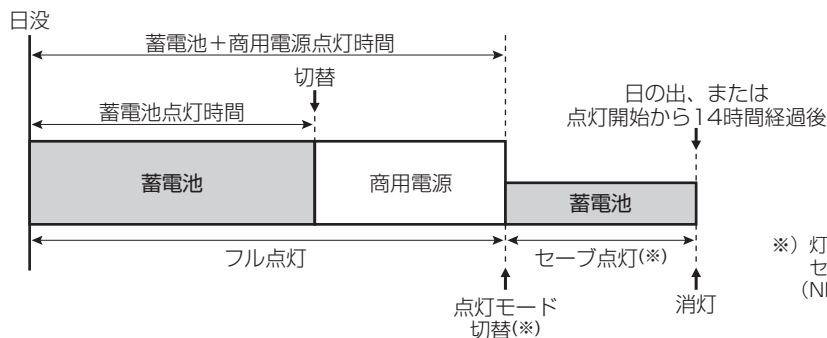 日没
蓄電池＋商用電源点灯時間
切替
蓄電池点灯時間
日の出、または
点灯開始から14時間経過後
蓄電池
商用電源
蓄電池
フル点灯
セーブ点灯(※)
点灯モード
切替(※)
消灯
※）灯
セ